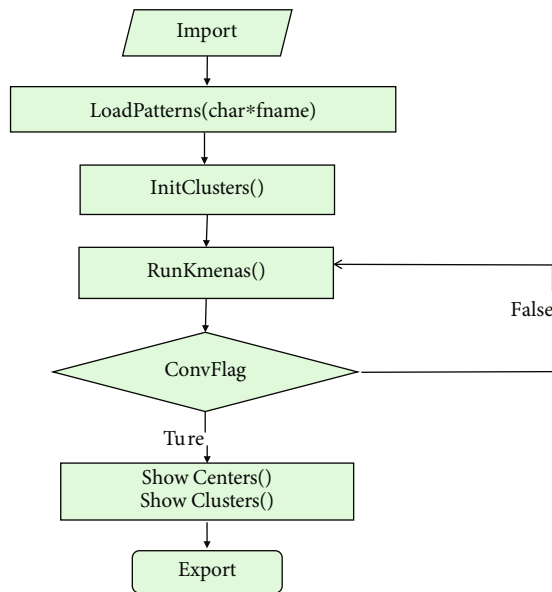 Import
LoadPatterns(char*fname)
InitClusters()
RunKmenas()
False
ConvFlag
Ture
Show Centers()
Show Clusters()
Export